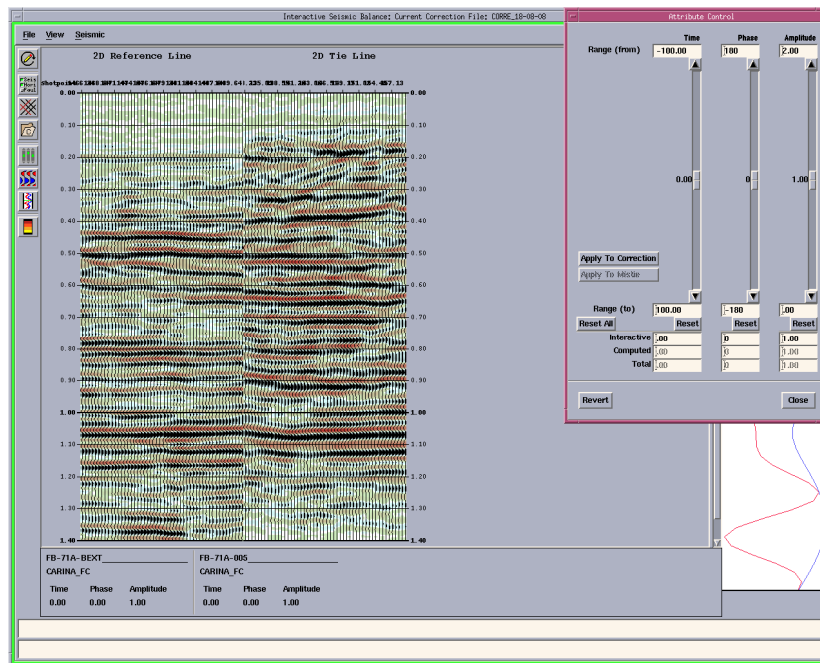 Interactive Seismic Balance; Current Correction File; CORRE_18-08-08
File View Seismic
2D Reference Line 2D Tie Line
Shotpoint
0.00 0.00
0.10 0.10
0.20 0.20
0.30 0.30
0.40 0.40
0.50 0.50
0.60 0.60
0.70 0.70
0.80 0.80
0.90 0.90
1.00 1.00
1.10 1.10
1.20 1.20
1.30 1.30
1.40 1.40
FB-71A-BEXT FB-71A-005
CARINA_FC CARINA_FC
Time Phase Amplitude Time Phase Amplitude
0.00 0.00 1.00 0.00 0.00 1.00
Attribute Control
Time Phase Amplitude
Range (from) -100.00 180 2.00
0.00 0 1.00
Apply To Correction
Apply To Mistie
Range (to) 100.00 -180 .00
Reset All Reset Reset Reset
Interactive .00 0 1.00
Computed .00 0 1.00
Total .00 0 1.00
Revert Close